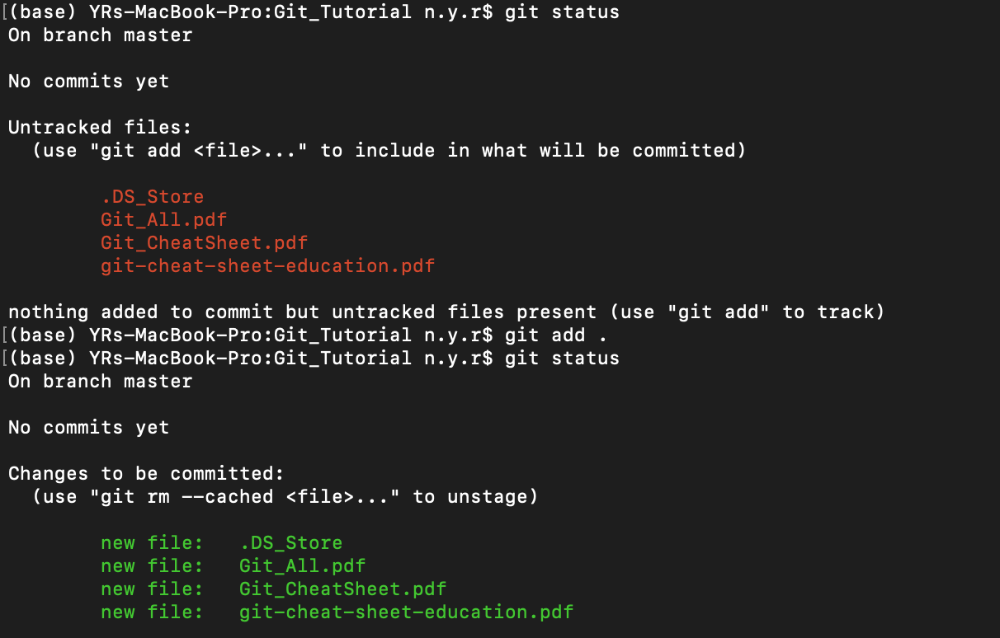 [(base) YRs-MacBook-Pro:Git_Tutorial n.y.r$ git status
On branch master
No commits yet
Untracked files:
(use "git add <file>..." to include in what will be committed)
.DS_Store
Git_All.pdf
Git_CheatSheet.pdf
git-cheat-sheet-education.pdf
nothing added to commit but untracked files present (use "git add" to track)
[(base) YRs-MacBook-Pro:Git_Tutorial n.y.r$ git add .
[(base) YRs-MacBook-Pro:Git_Tutorial n.y.r$ git status
On branch master
No commits yet
Changes to be committed:
(use "git rm --cached <file>..." to unstage)
new file:   .DS_Store
new file:   Git_All.pdf
new file:   Git_CheatSheet.pdf
new file:   git-cheat-sheet-education.pdf